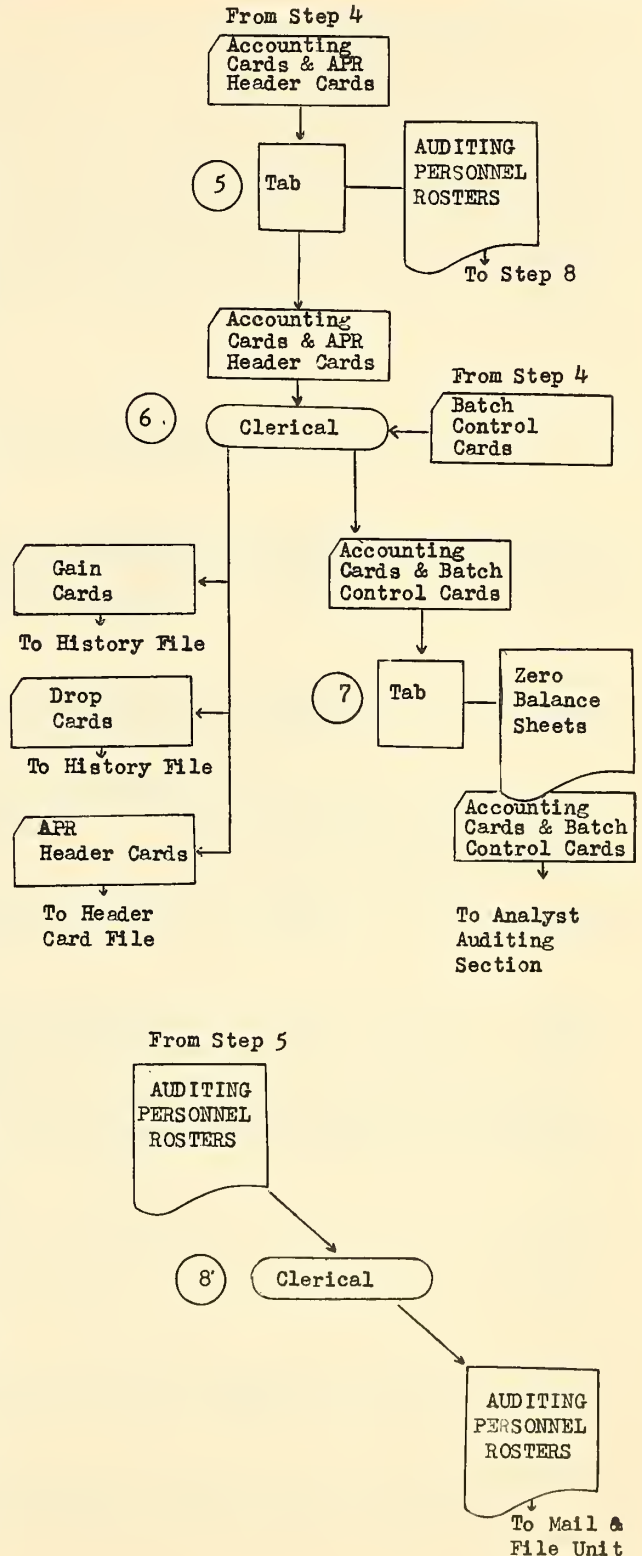 From Step 4
Accounting
Cards & APR
Header Cards
5
Tab
AUDITING
PERSONNEL
ROSTERS
To Step 8
Accounting
Cards & APR
Header Cards
From Step 4
6.
Clerical
Batch
Control
Cards
Gain
Cards
To History File
Accounting
Cards & Batch
Control Cards
Drop
Cards
To History File
7
Tab
Zero
Balance
Sheets
APR
Header Cards
To Header
Card File
Accounting
Cards & Batch
Control Cards
To Analyst
Auditing
Section
From Step 5
AUDITING
PERSONNEL
ROSTERS
8
Clerical
AUDITING
PERSONNEL
ROSTERS
To Mail &
File Unit